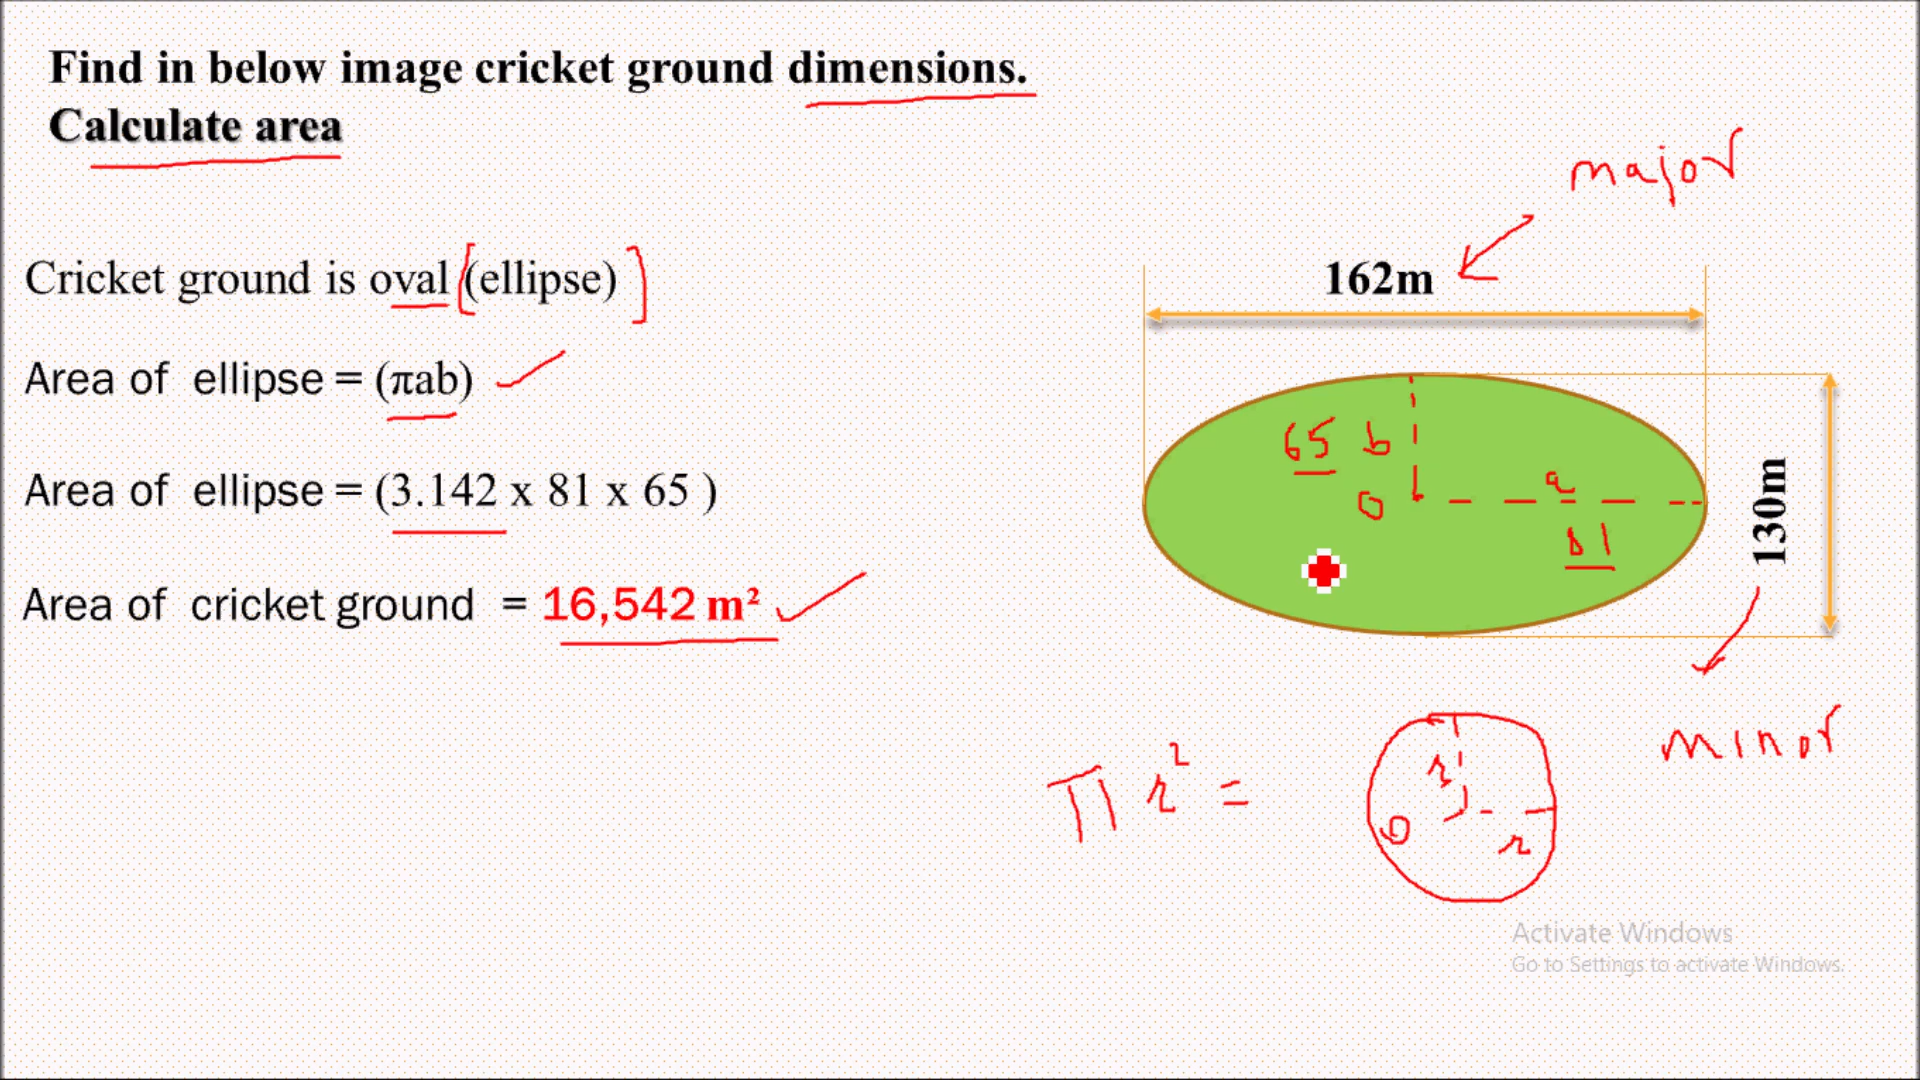 Find in below image cricket ground dimensions.
Calculate area
major
Cricket ground is oval [(ellipse)]
162m
Area of ellipse = (πab)
65 b
a
o
Area of ellipse = (3.142 x 81 x 65 )
81
130m
Area of cricket ground = 16,542 m²
minor
π r² =
r
o
r
Activate Windows
Go to Settings to activate Windows.